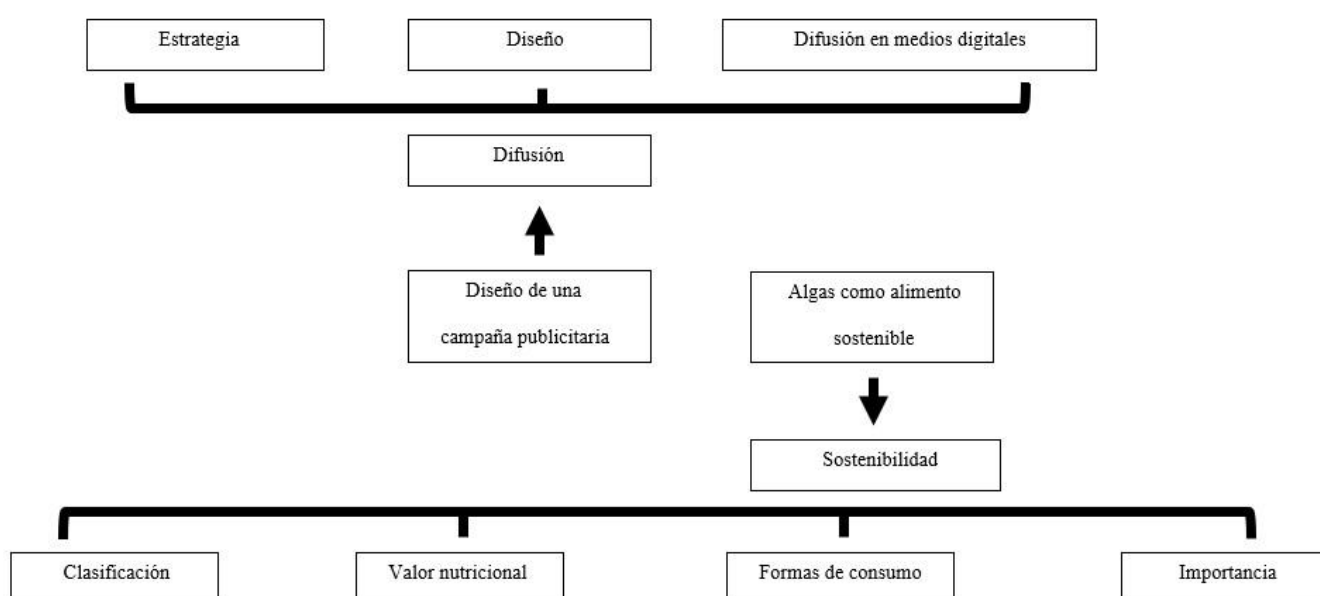 Estrategia
Diseño
Difusión en medios digitales
Difusión
Diseño de una
campaña publicitaria
Algas como alimento
sostenible
Sostenibilidad
Clasificación
Valor nutricional
Formas de consumo
Importancia